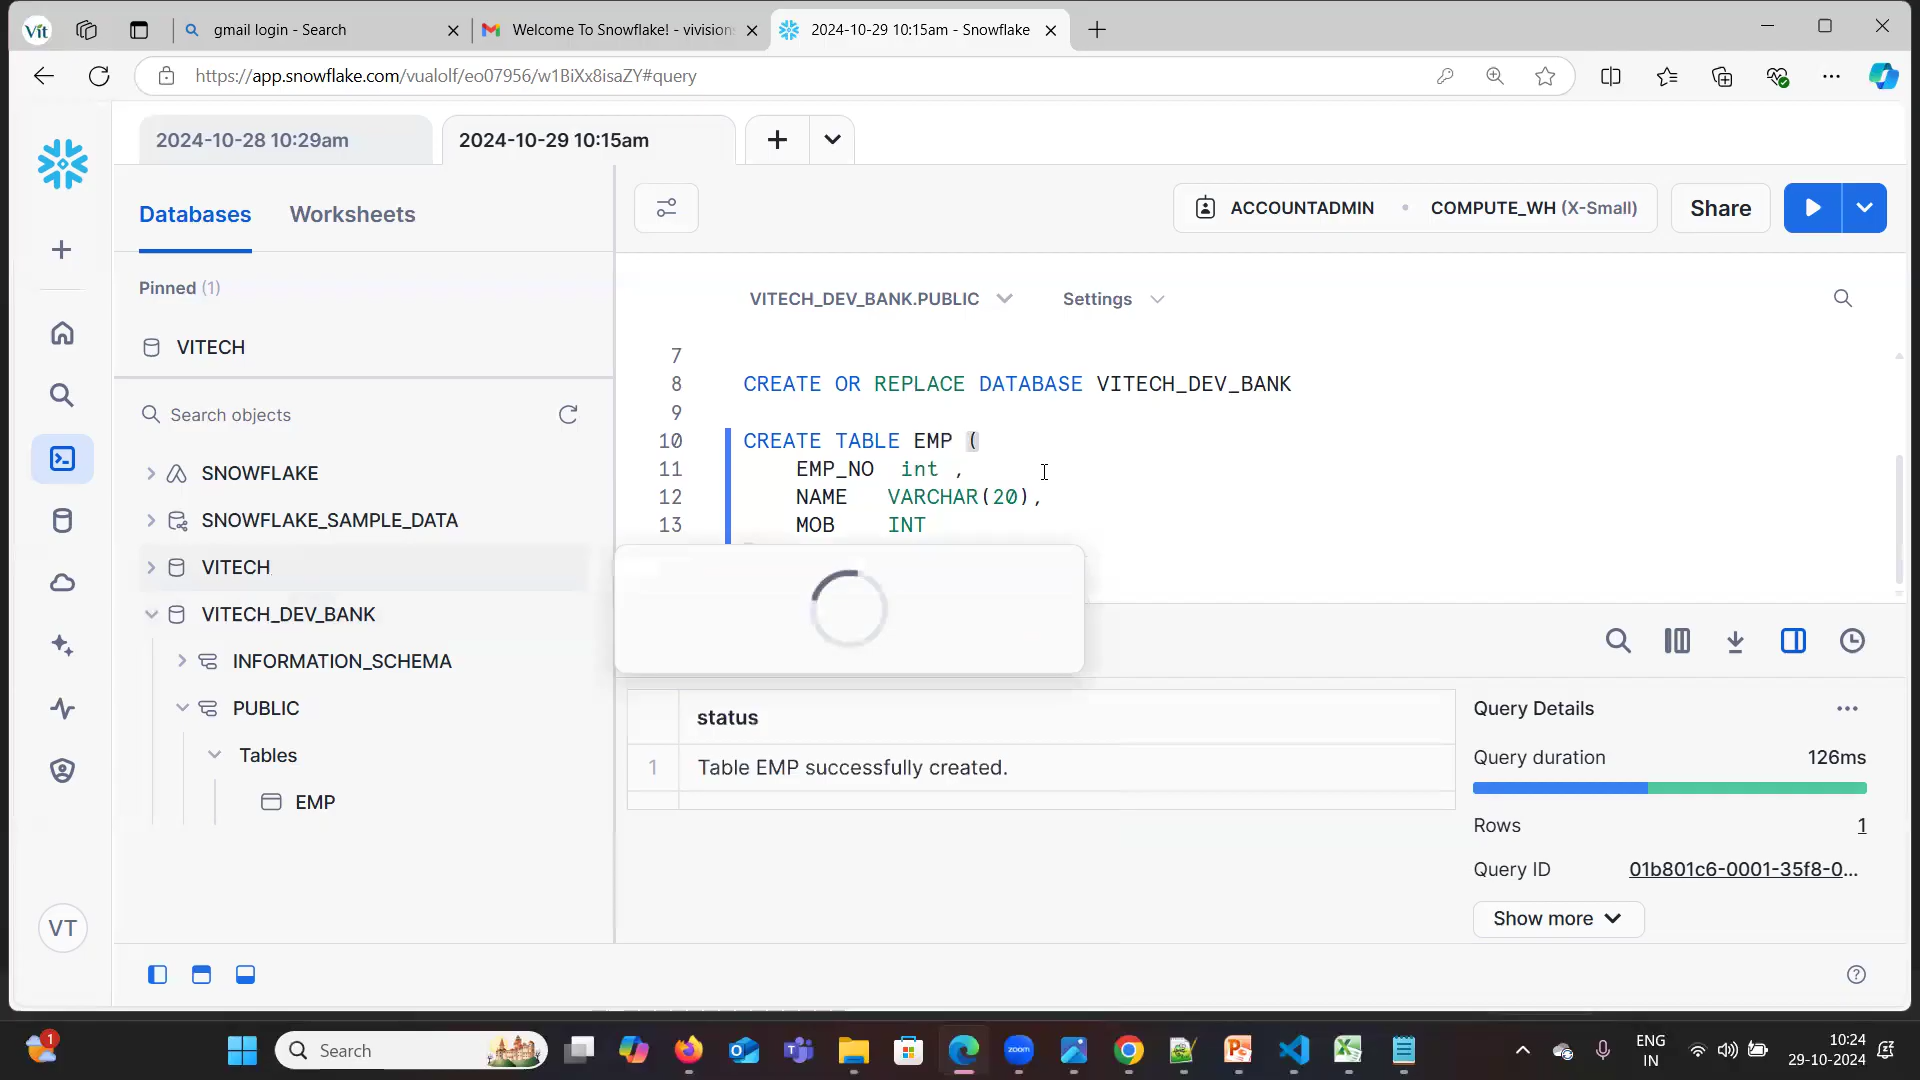 Vit
gmail login - Search
Welcome To Snowflake! - vivision
2024-10-29 10:15am - Snowflake
https://app.snowflake.com/vualolf/eo07956/w1BiXx8isaZY#query
2024-10-28 10:29am
2024-10-29 10:15am
Databases
Worksheets
ACCOUNTADMIN
COMPUTE_WH (X-Small)
Share
Pinned (1)
VITECH
VITECH_DEV_BANK.PUBLIC
Settings
Search objects
SNOWFLAKE
SNOWFLAKE_SAMPLE_DATA
VITECH
VITECH_DEV_BANK
INFORMATION_SCHEMA
PUBLIC
Tables
EMP
7
8 CREATE OR REPLACE DATABASE VITECH_DEV_BANK
9
10 CREATE TABLE EMP (
11 EMP_NO int ,
12 NAME VARCHAR(20),
13 MOB INT
status
1 Table EMP successfully created.
Query Details
...
Query duration 126ms
Rows 1
Query ID 01b801c6-0001-35f8-0...
Show more
VT
1
Search
zoom
ENG
IN
10:24
29-10-2024